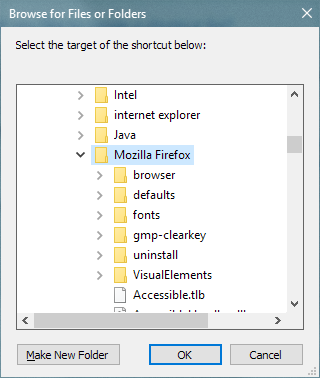 Browse for Files or Folders
Select the target of the shortcut below:
Intel
internet explorer
Java
Mozilla Firefox
browser
defaults
fonts
gmp-clearkey
uninstall
VisualElements
Accessible.tlb
Make New Folder
OK
Cancel